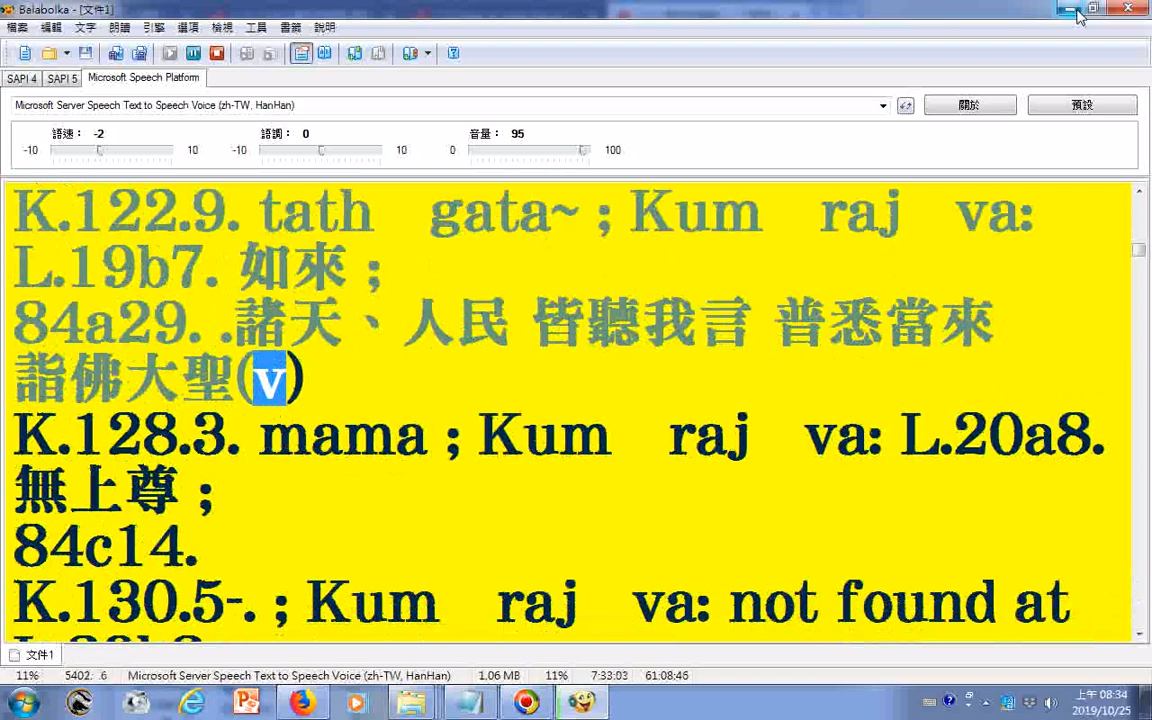 Balabolka - [文件1]
檔案 編輯 文字 朗讀 引擎 選項 檢視 工具 書籤 說明
SAPI 4 SAPI 5 Microsoft Speech Platform
Microsoft Server Speech Text to Speech Voice (zh-TW, HanHan) 關於 預設
語速： -2 語調： 0 音量： 95
-10 10 -10 10 0 100
K.122.9. tath gata~ ; Kum raj va:
L.19b7. 如來；
84a29. .諸天、人民 皆聽我言 普悉當來
詣佛大聖(v)
K.128.3. mama ; Kum raj va: L.20a8.
無上尊；
84c14.
K.130.5-. ; Kum raj va: not found at
文件1
11% 5402: .6 Microsoft Server Speech Text to Speech Voice (zh-TW, HanHan) 1.06 MB 11% 7:33:03 61:08:46
上午 08:34
2019/10/25